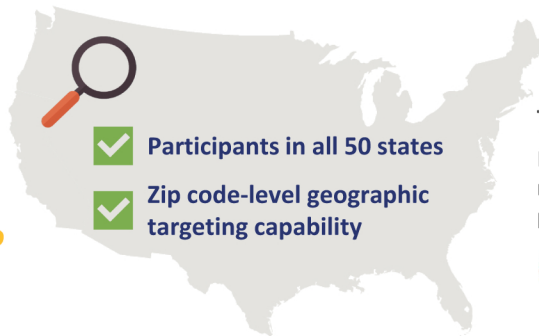 Participants in all 50 states
Zip code-level geographic
targeting capability